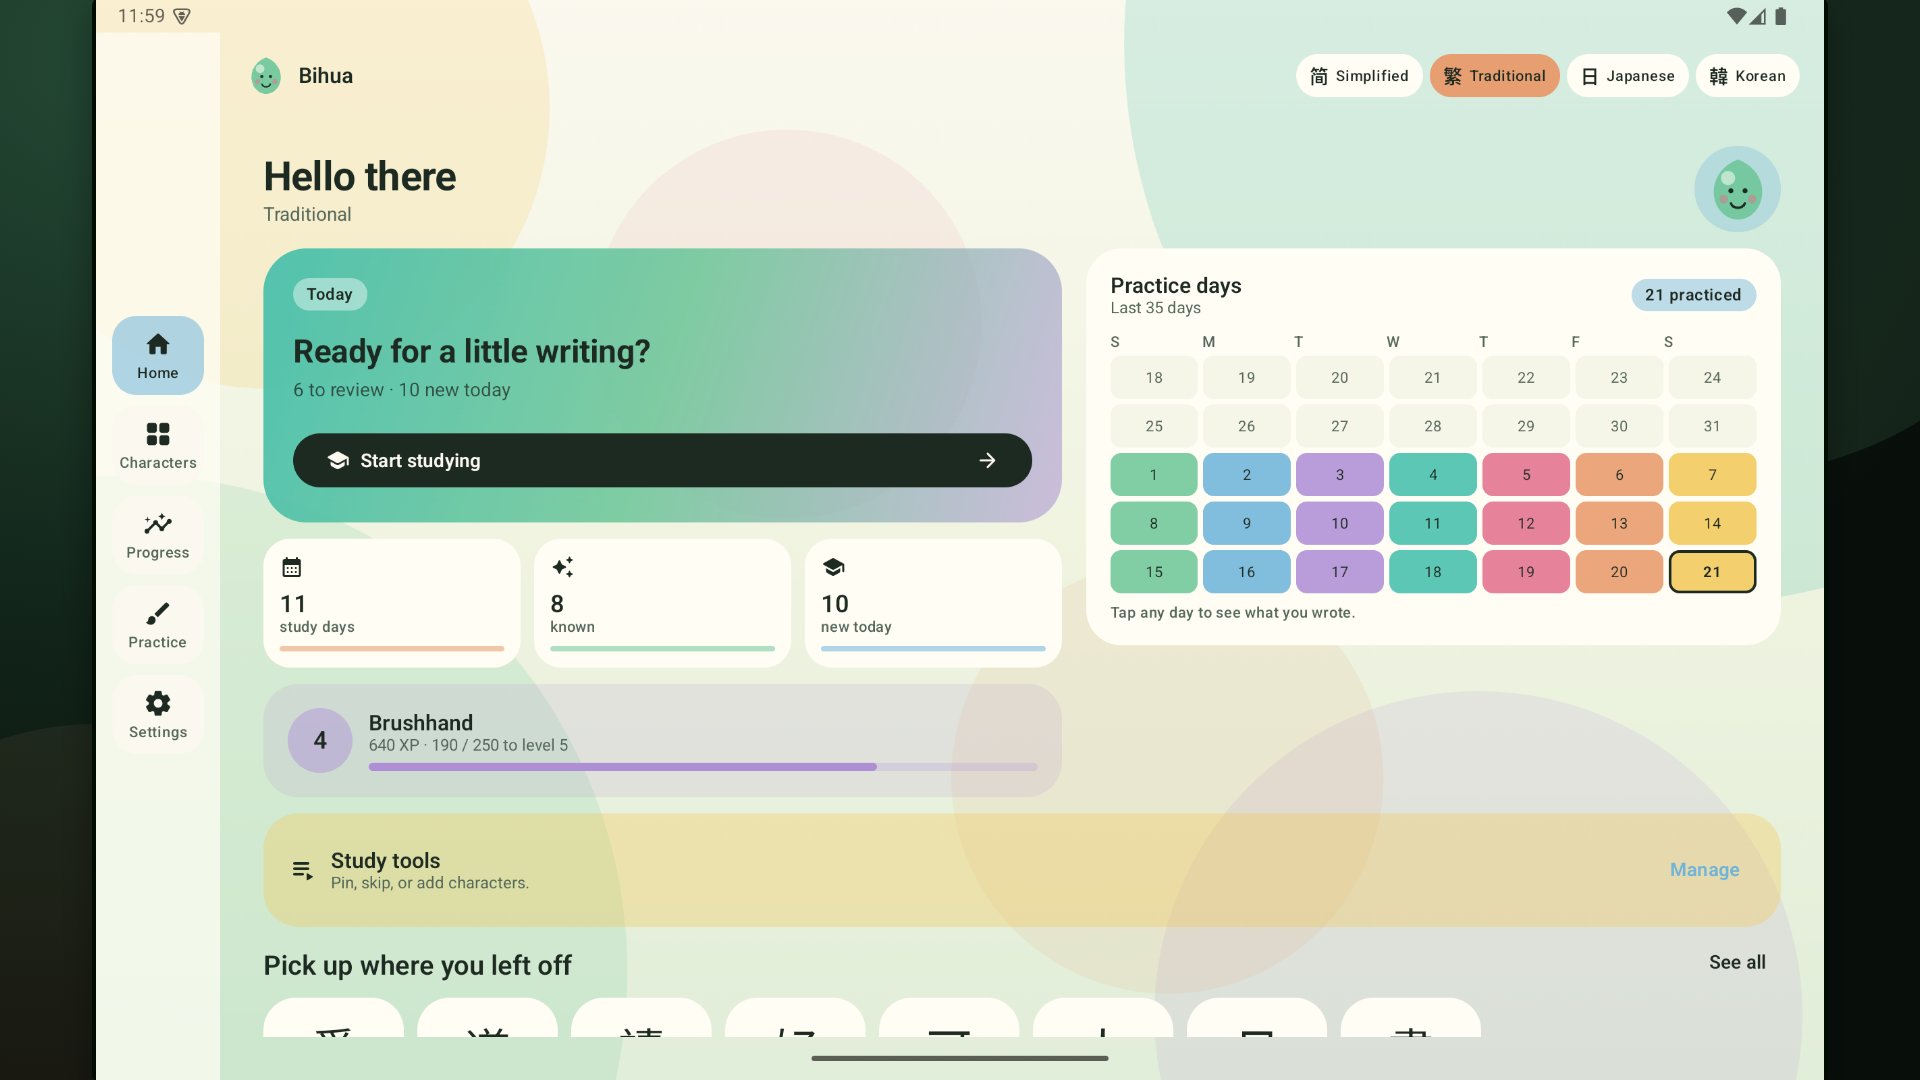 11:59
Bihua
简 Simplified
繁 Traditional
日 Japanese
韓 Korean
Hello there
Traditional
Home
Characters
Progress
Practice
Settings
Today
Ready for a little writing?
6 to review · 10 new today
Start studying
11
study days
8
known
10
new today
4
Brushhand
640 XP · 190 / 250 to level 5
Practice days
Last 35 days
21 practiced
S M T W T F S
18 19 20 21 22 23 24
25 26 27 28 29 30 31
1 2 3 4 5 6 7
8 9 10 11 12 13 14
15 16 17 18 19 20 21
Tap any day to see what you wrote.
Study tools
Pin, skip, or add characters.
Manage
Pick up where you left off
See all